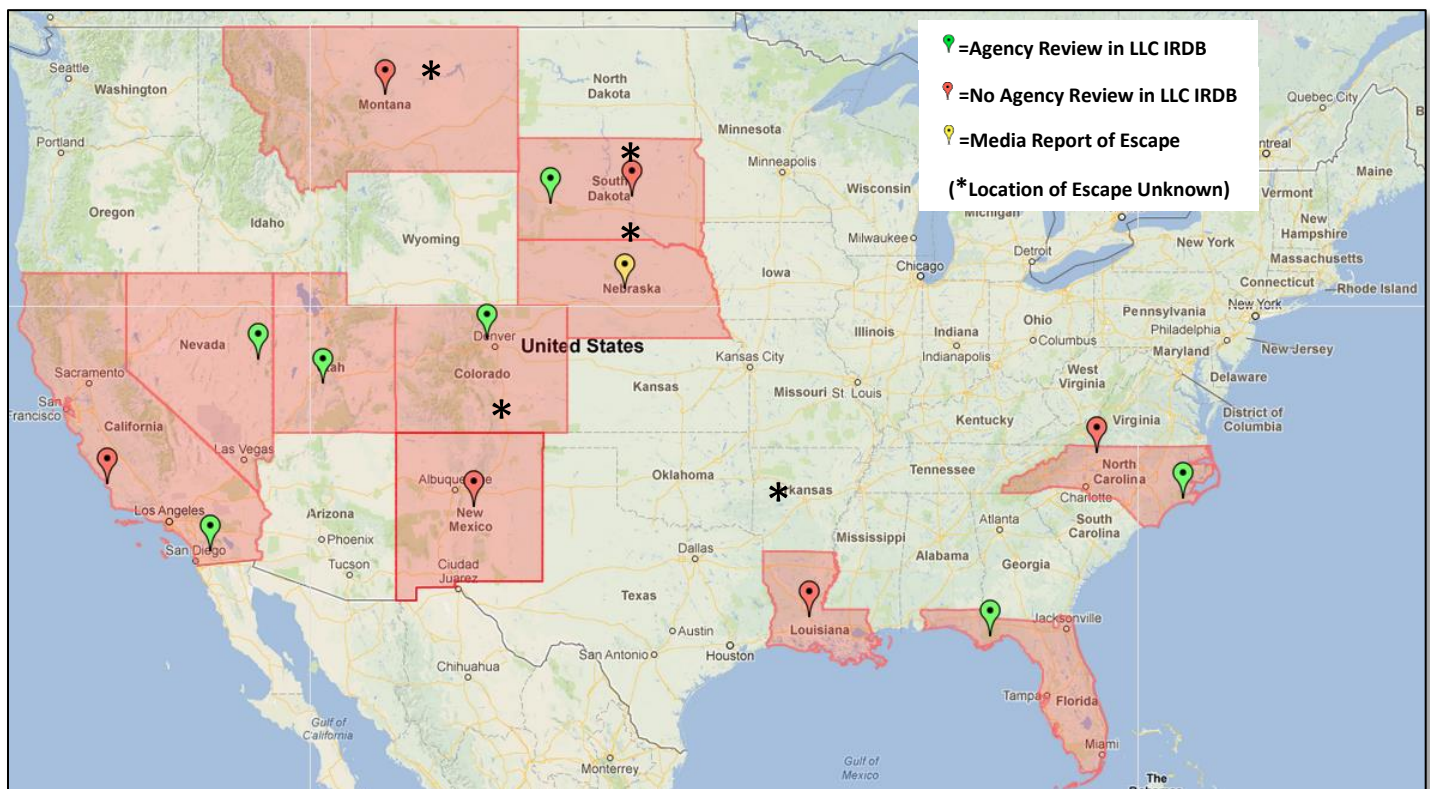 =Agency Review in LLC IRDB
=No Agency Review in LLC IRDB
=Media Report of Escape
(*Location of Escape Unknown)
Seattle
Washington
Montana
*
North
Dakota
Minnesota
Quebec City
Portland
Minneapolis
*
South
Dakota
Wisconsin
Michigan
Maine
Vermont
Oregon
Idaho
Wyoming
*
New
Hampshire
Milwaukee
Detroit
New York
Massachusetts
Chicago
Iowa
Nebraska
Connecticut
Rhode Island
New York
Pennsylvania
Nevada
Denver
United States
Illinois
Indiana
Ohio
Philadelphia
Indianapolis
Columbus
Maryland
New Jersey
Sacramento
Colorado
Kansas City
Kansas
Missouri
St. Louis
West
Virginia
Delaware
San
Francisco
California
*
Kentucky
Virginia
District of
Columbia
Las Vegas
Albuque
New
Mexico
Oklahoma
*
kansas
Tennessee
North
Carolina
Charlotte
Los Angeles
Arizona
Phoenix
South
Carolina
Atlanta
San Diego
Tucson
Ciudad
Juarez
Dallas
Mississippi
Alabama
Georgia
Texas
Louisiana
Jacksonville
Austin
San Antonio
Houston
Chihuahua
Tampa
Florida
Gulf of
California
Miami
Monterrey
Gulf of
Mexico
The